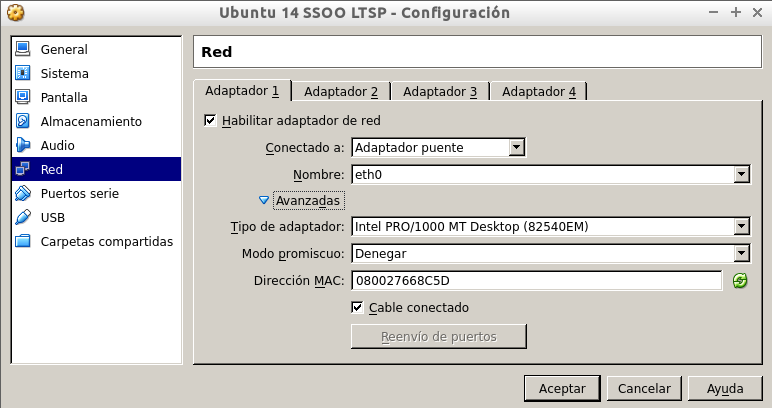 Ubuntu 14 SSOO LTSP - Configuración
General
Sistema
Pantalla
Almacenamiento
Audio
Red
Puertos serie
USB
Carpetas compartidas
Red
Adaptador 1 Adaptador 2 Adaptador 3 Adaptador 4
Habilitar adaptador de red
Conectado a: Adaptador puente
Nombre: eth0
Avanzadas
Tipo de adaptador: Intel PRO/1000 MT Desktop (82540EM)
Modo promiscuo: Denegar
Dirección MAC: 080027668C5D
Cable conectado
Reenvío de puertos
Aceptar Cancelar Ayuda